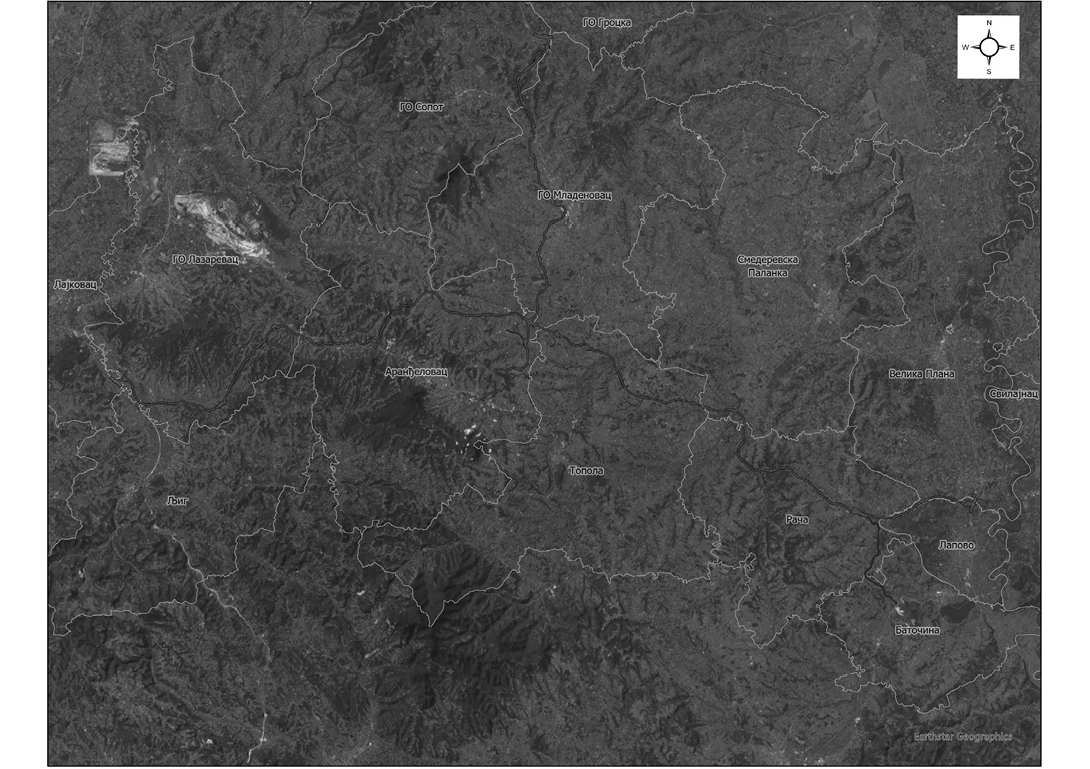 ГО Гроцка
N
W E
S
ГО Сопот
ГО Младеновац
ГО Лазаревац
Смедеревска
Паланка
Лајковац
Аранђеловац
Велика Плана
Свилајнац
Топола
Љиг
Рача
Лапово
Баточина
Earthstar Geographics